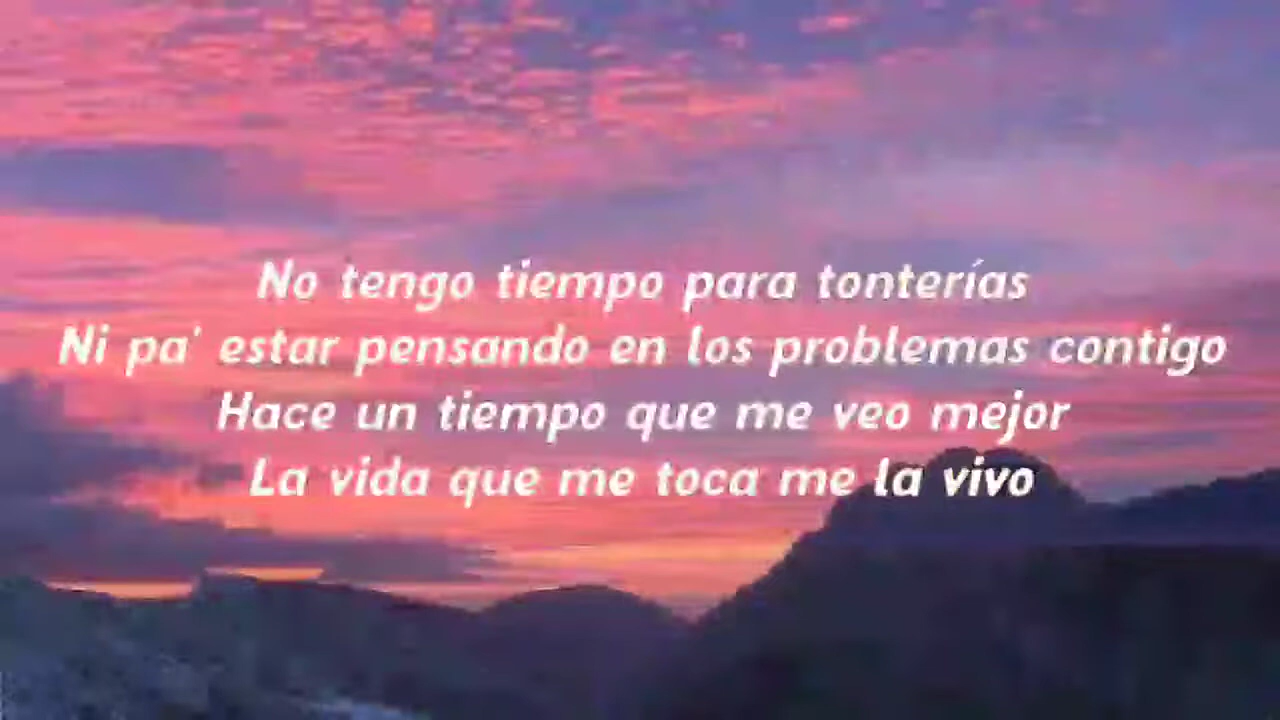 No tengo tiempo para tonterías
Ni pa' estar pensando en los problemas contigo
Hace un tiempo que me veo mejor
La vida que me toca me la vivo